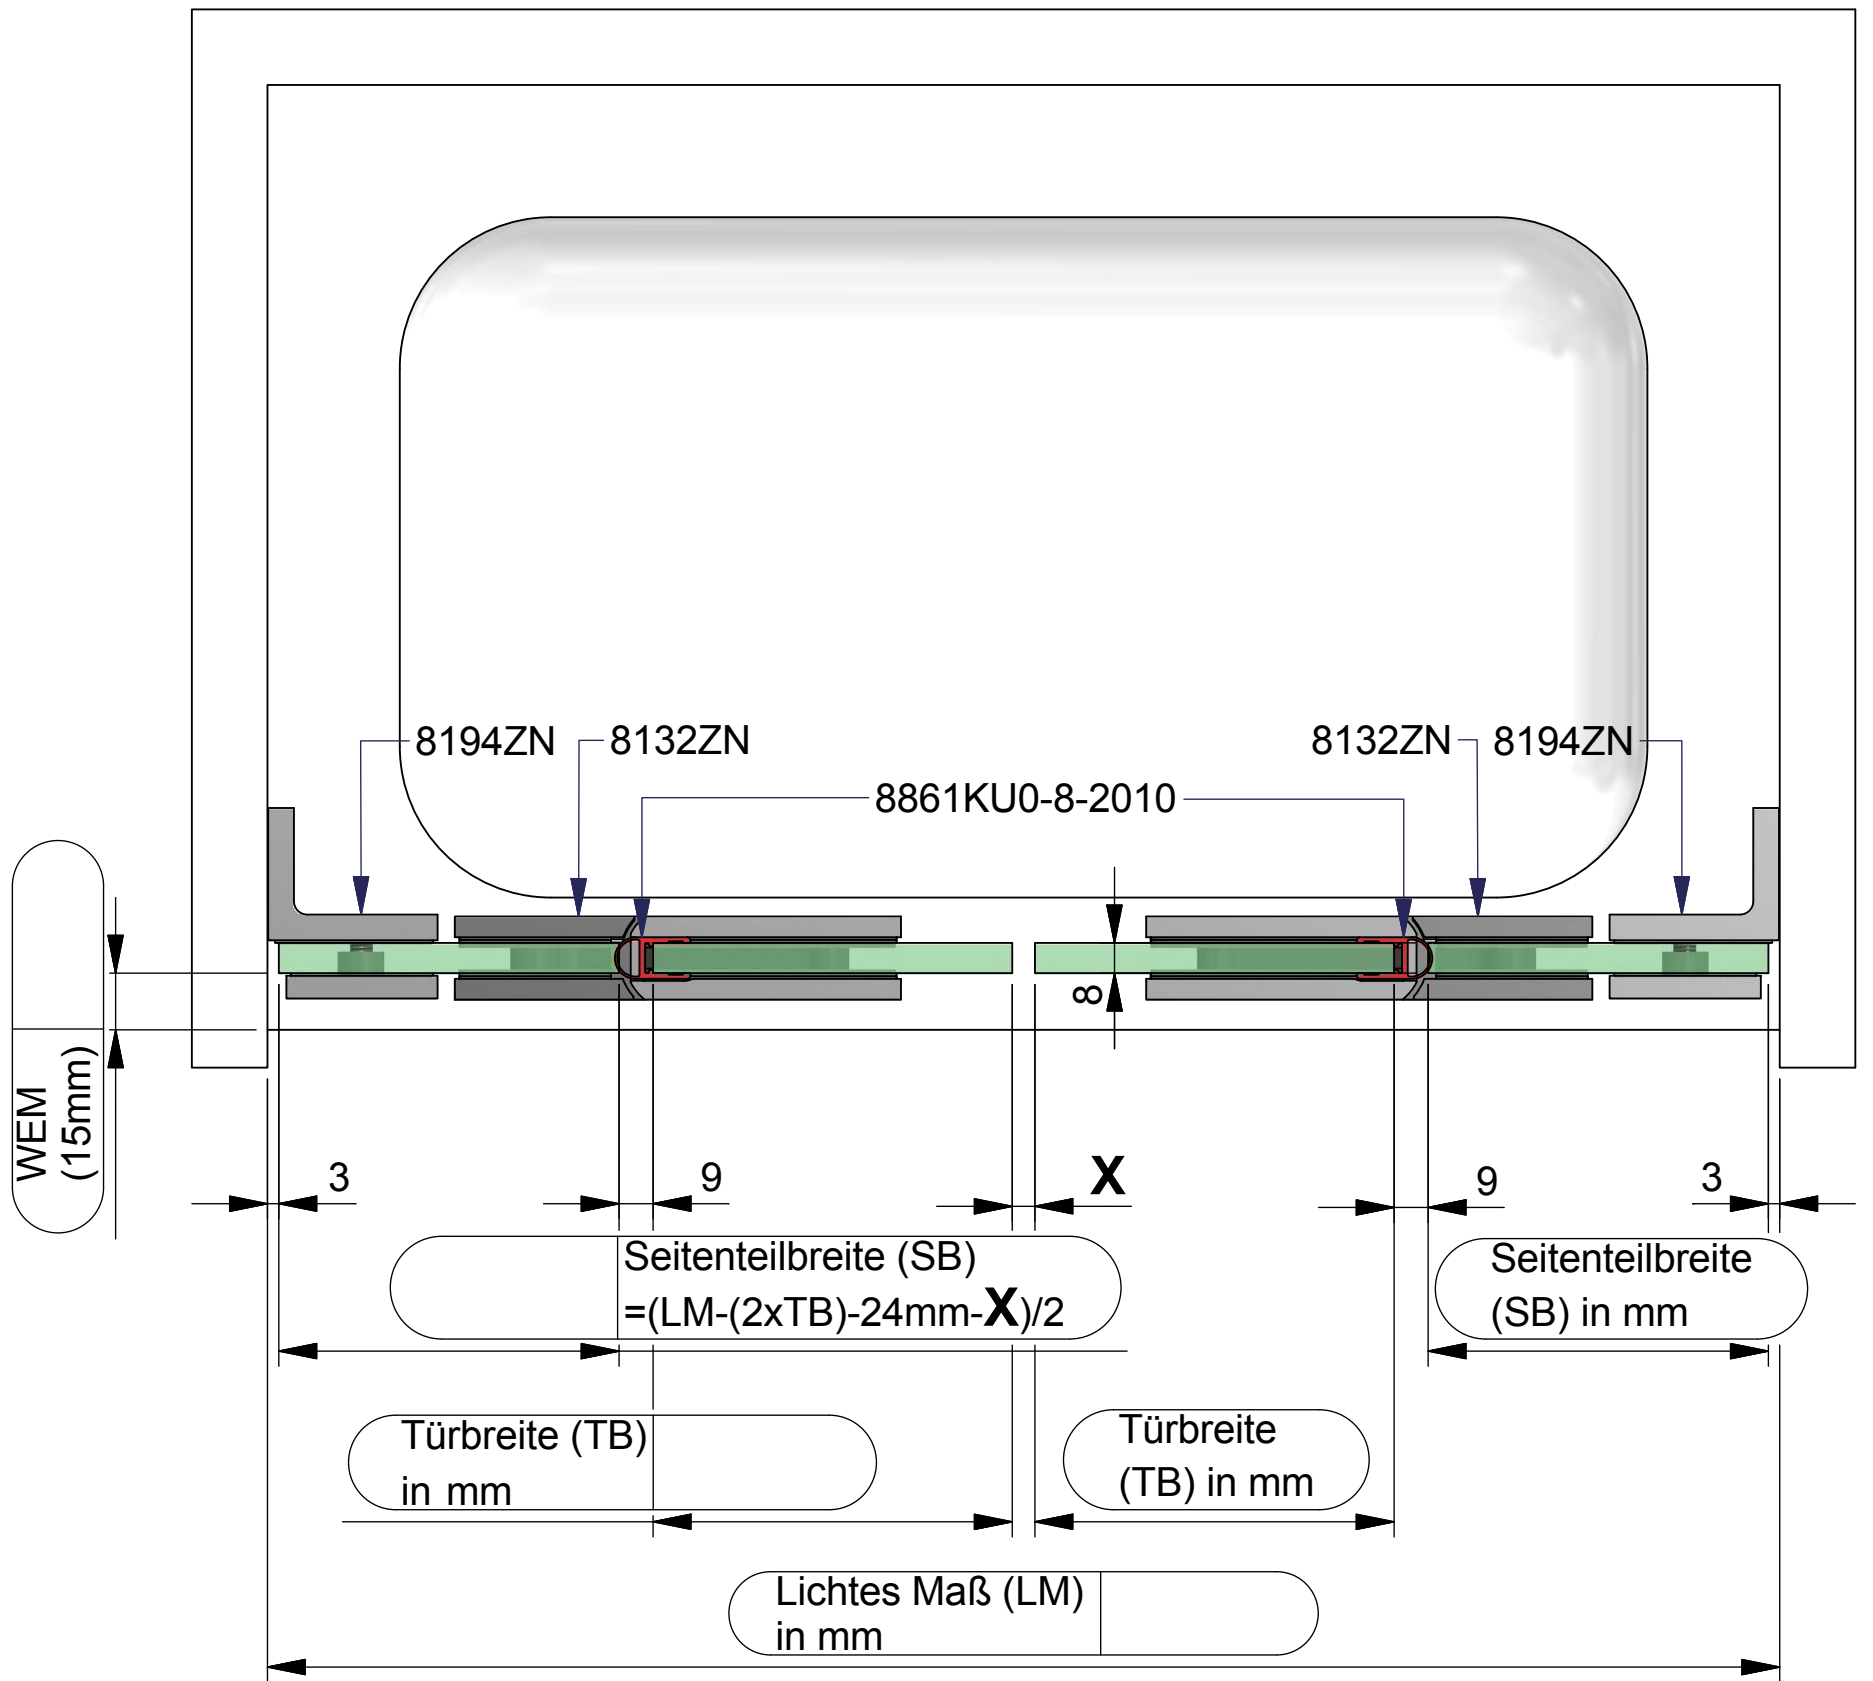 8194ZN
8132ZN
8132ZN
8194ZN
8861KU0-8-2010
8
WEM
(15mm)
3
9
X
9
3
Seitenteilbreite (SB)
=(LM-(2xTB)-24mm-X)/2
Seitenteilbreite
(SB) in mm
Türbreite (TB)
in mm
Türbreite
(TB) in mm
Lichtes Maß (LM)
in mm